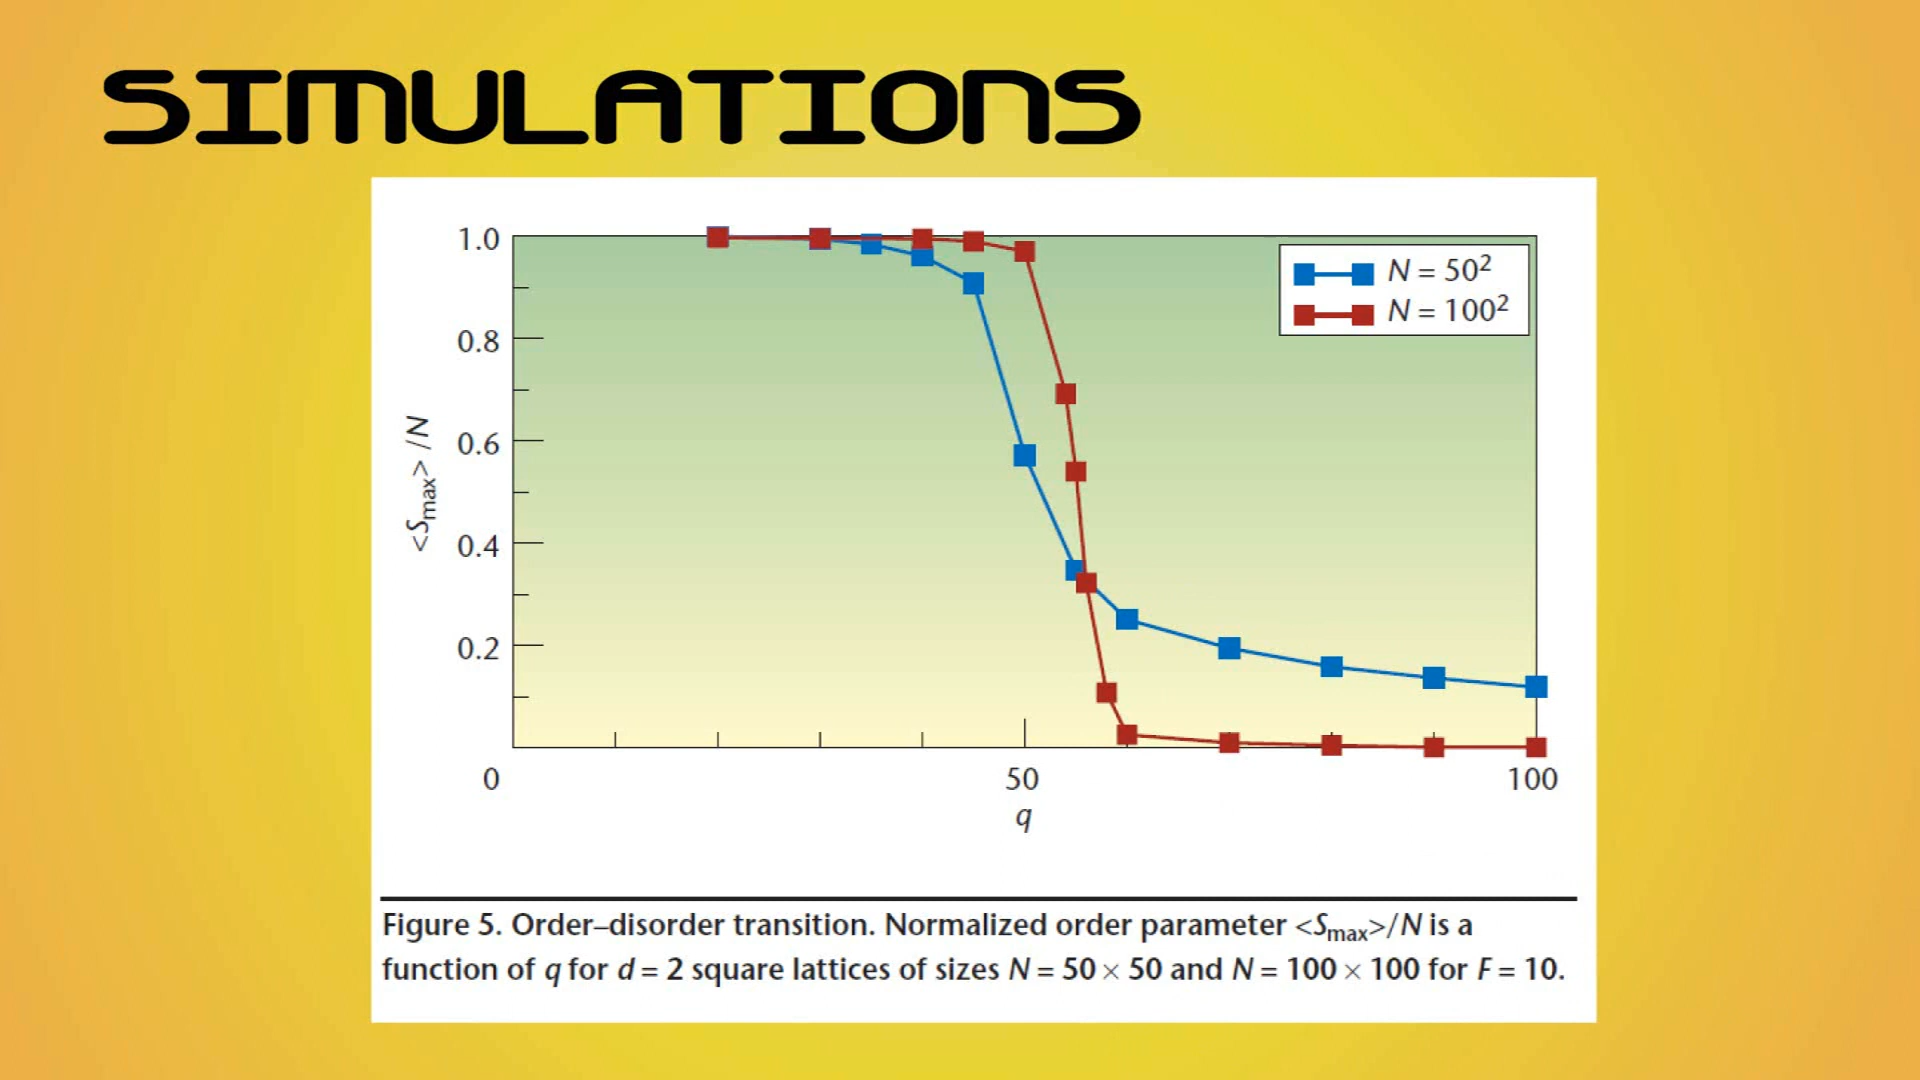 SIMULATIONS
1.0
0.8
0.6
0.4
0.2
0
50
100
q
<Smax> /N
N = 50²
N = 100²
Figure 5. Order–disorder transition. Normalized order parameter <Smax>/N is a
function of q for d = 2 square lattices of sizes N = 50 × 50 and N = 100 × 100 for F = 10.